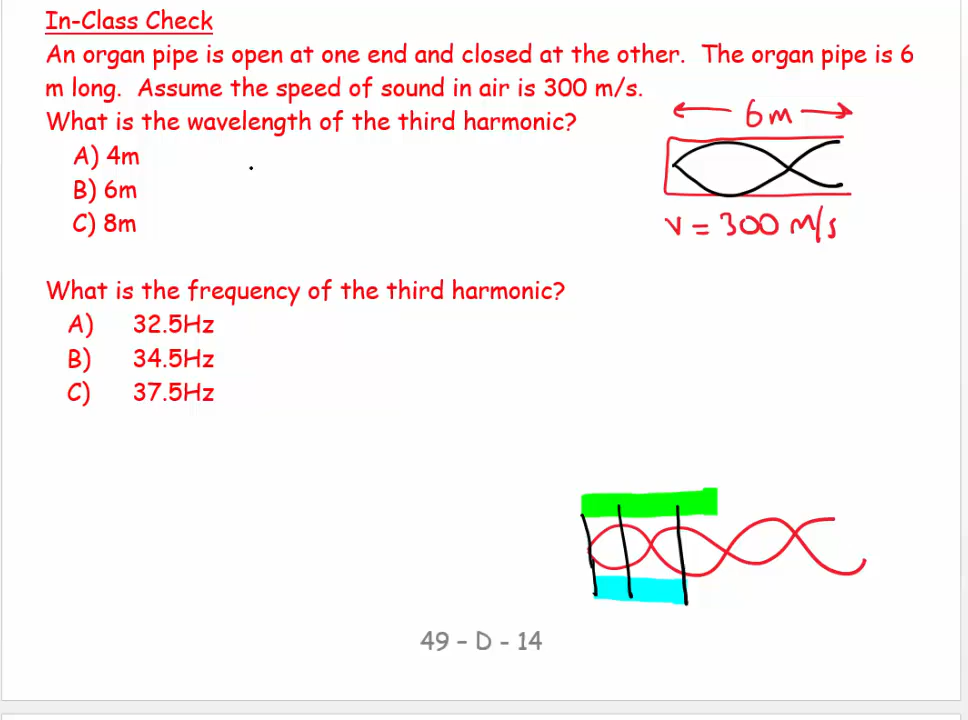 In-Class Check
An organ pipe is open at one end and closed at the other. The organ pipe is 6
m long. Assume the speed of sound in air is 300 m/s.
What is the wavelength of the third harmonic?
A) 4m
B) 6m
C) 8m
6m
v = 300 m/s
What is the frequency of the third harmonic?
A) 32.5Hz
B) 34.5Hz
C) 37.5Hz
49 – D - 14